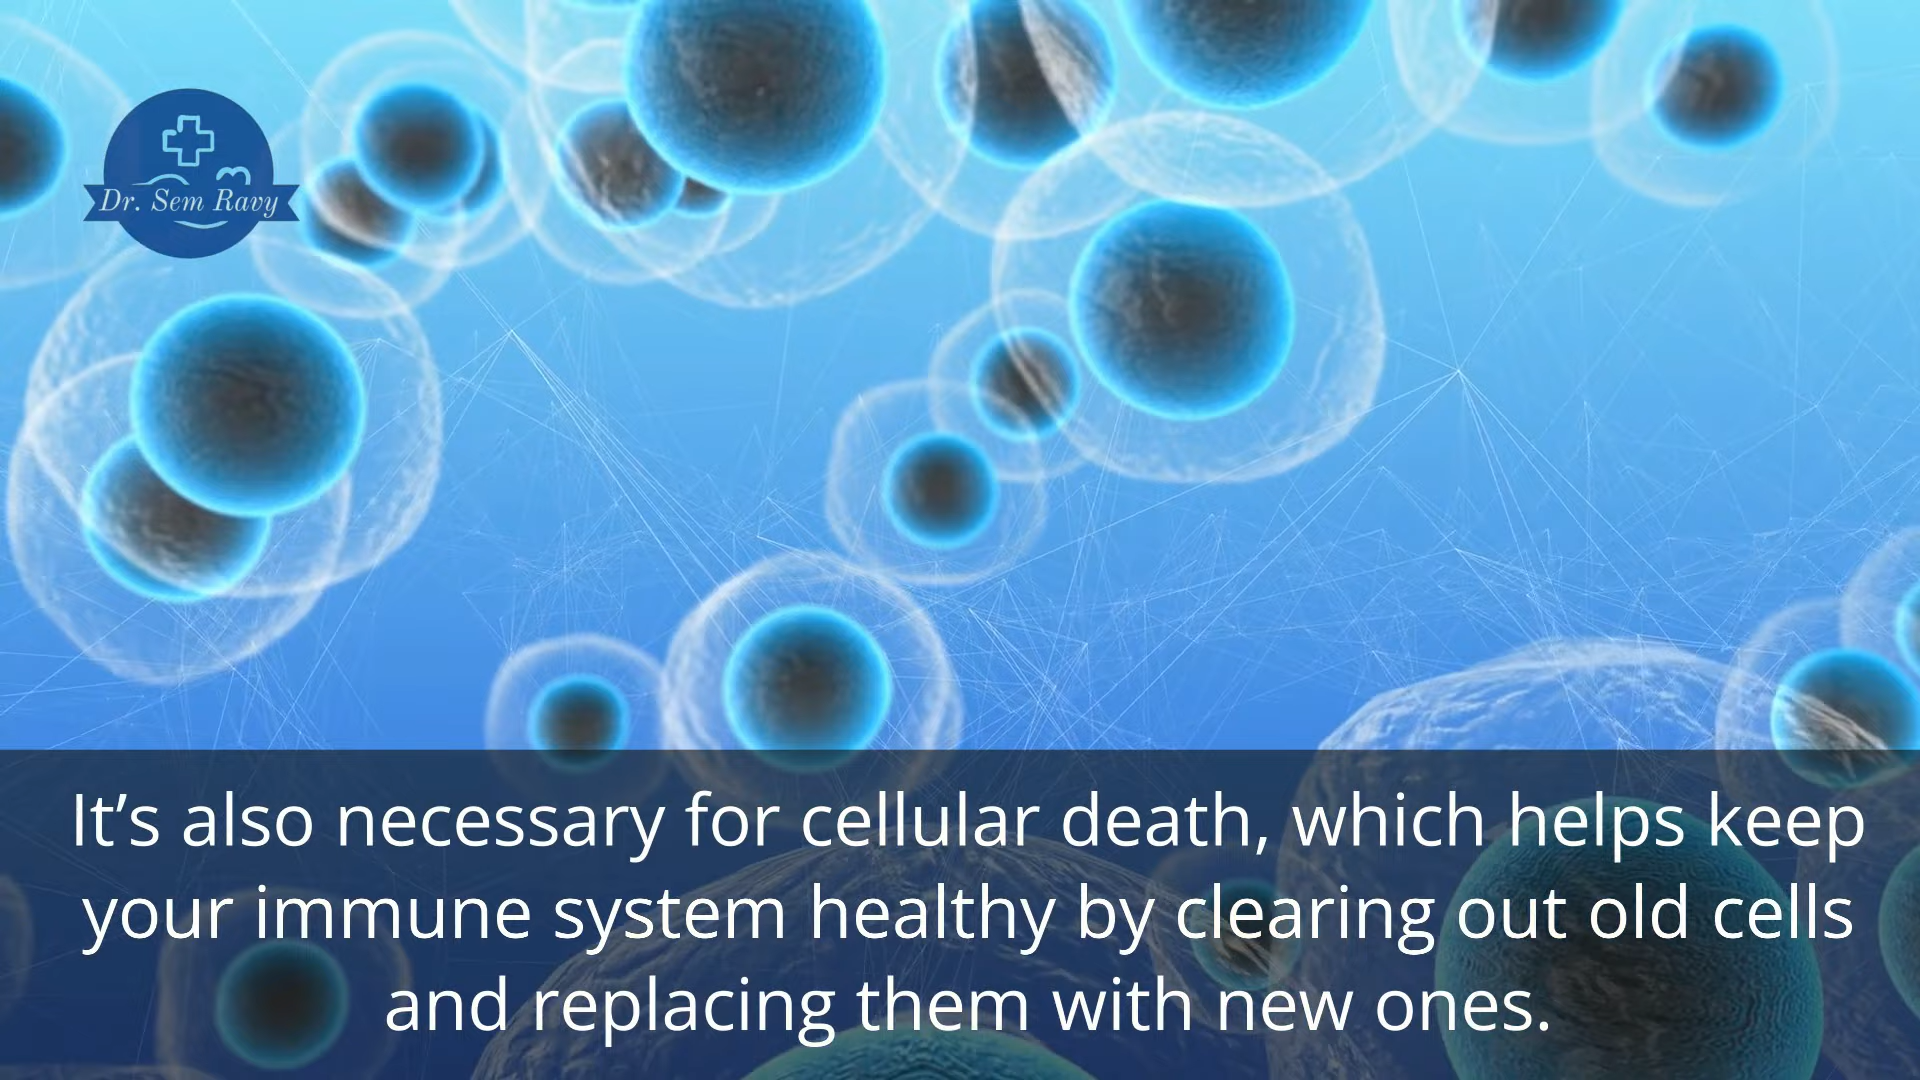 Dr. Sem Ravy
It’s also necessary for cellular death, which helps keep
your immune system healthy by clearing out old cells
and replacing them with new ones.